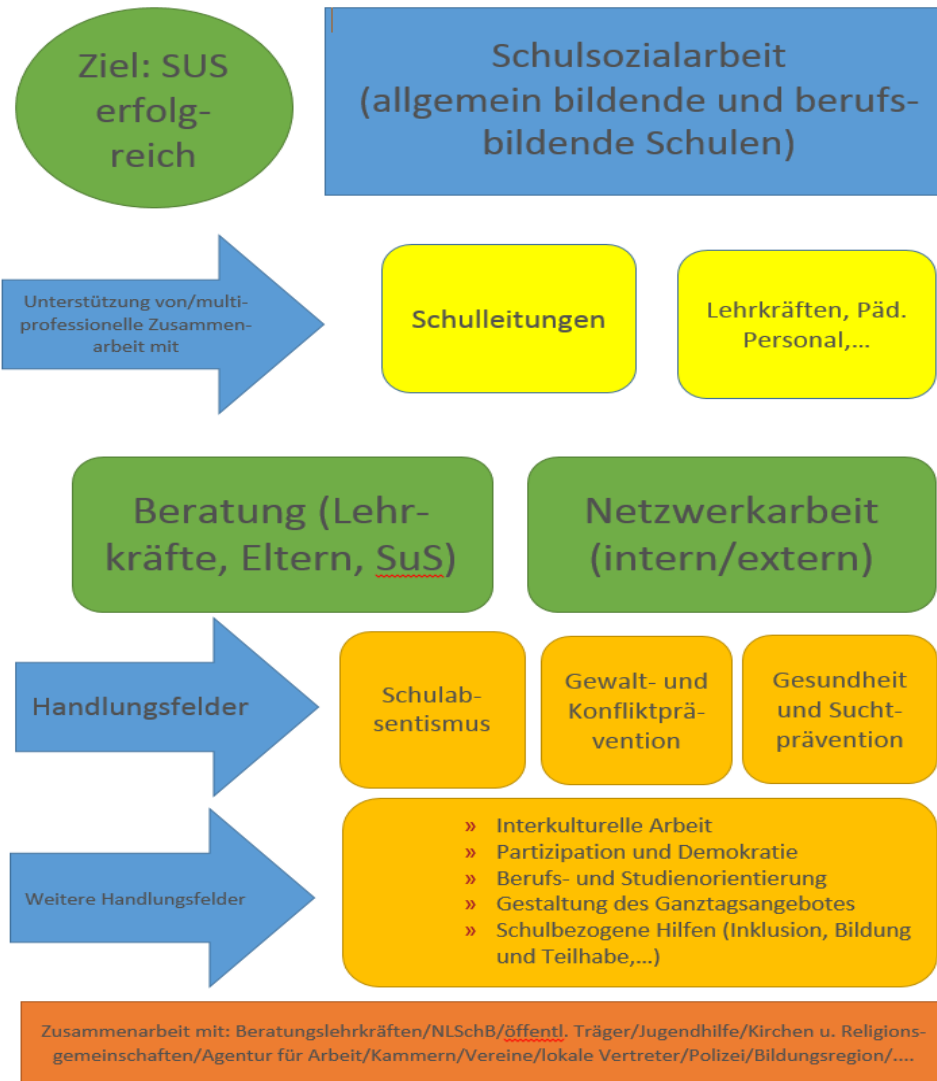 Ziel: SUS
erfolg-
reich
Schulsozialarbeit
(allgemein bildende und berufs-
bildende Schulen)
Unterstützung von/multi-
professionelle Zusammen-
arbeit mit
Schulleitungen
Lehrkräften, Päd.
Personal,...
Beratung (Lehr-
kräfte, Eltern, SuS)
Netzwerkarbeit
(intern/extern)
Handlungsfelder
Schulab-
sentismus
Gewalt- und
Konfliktprä-
vention
Gesundheit
und Sucht-
prävention
Weitere Handlungsfelder
» Interkulturelle Arbeit
» Partizipation und Demokratie
» Berufs- und Studienorientierung
» Gestaltung des Ganztagsangebotes
» Schulbezogene Hilfen (Inklusion, Bildung
und Teilhabe,...)
Zusammenarbeit mit: Beratungslehrkräften/NLSchB/öffentl. Träger/Jugendhilfe/Kirchen u. Religions-
gemeinschaften/Agentur für Arbeit/Kammern/Vereine/lokale Vertreter/Polizei/Bildungsregion/....